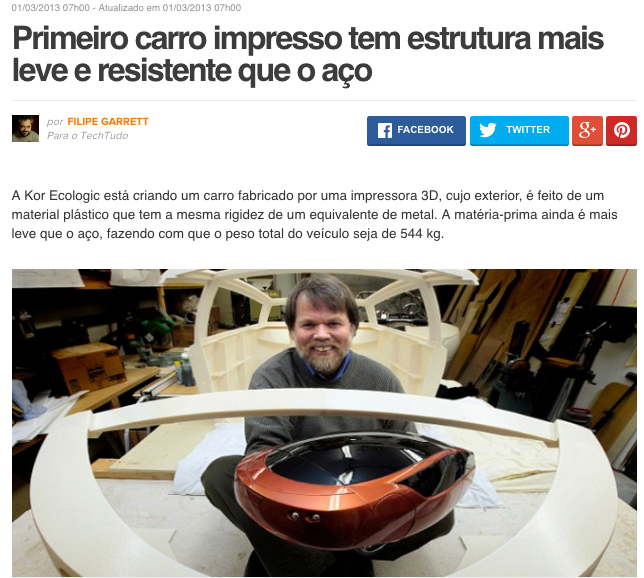 01/03/2013 07h00 - Atualizado em 01/03/2013 07h00
Primeiro carro impresso tem estrutura mais
leve e resistente que o aço
por FILIPE GARRETT
Para o TechTudo
FACEBOOK
TWITTER
g+
A Kor Ecologic está criando um carro fabricado por uma impressora 3D, cujo exterior, é feito de um
material plástico que tem a mesma rigidez de um equivalente de metal. A matéria-prima ainda é mais
leve que o aço, fazendo com que o peso total do veículo seja de 544 kg.